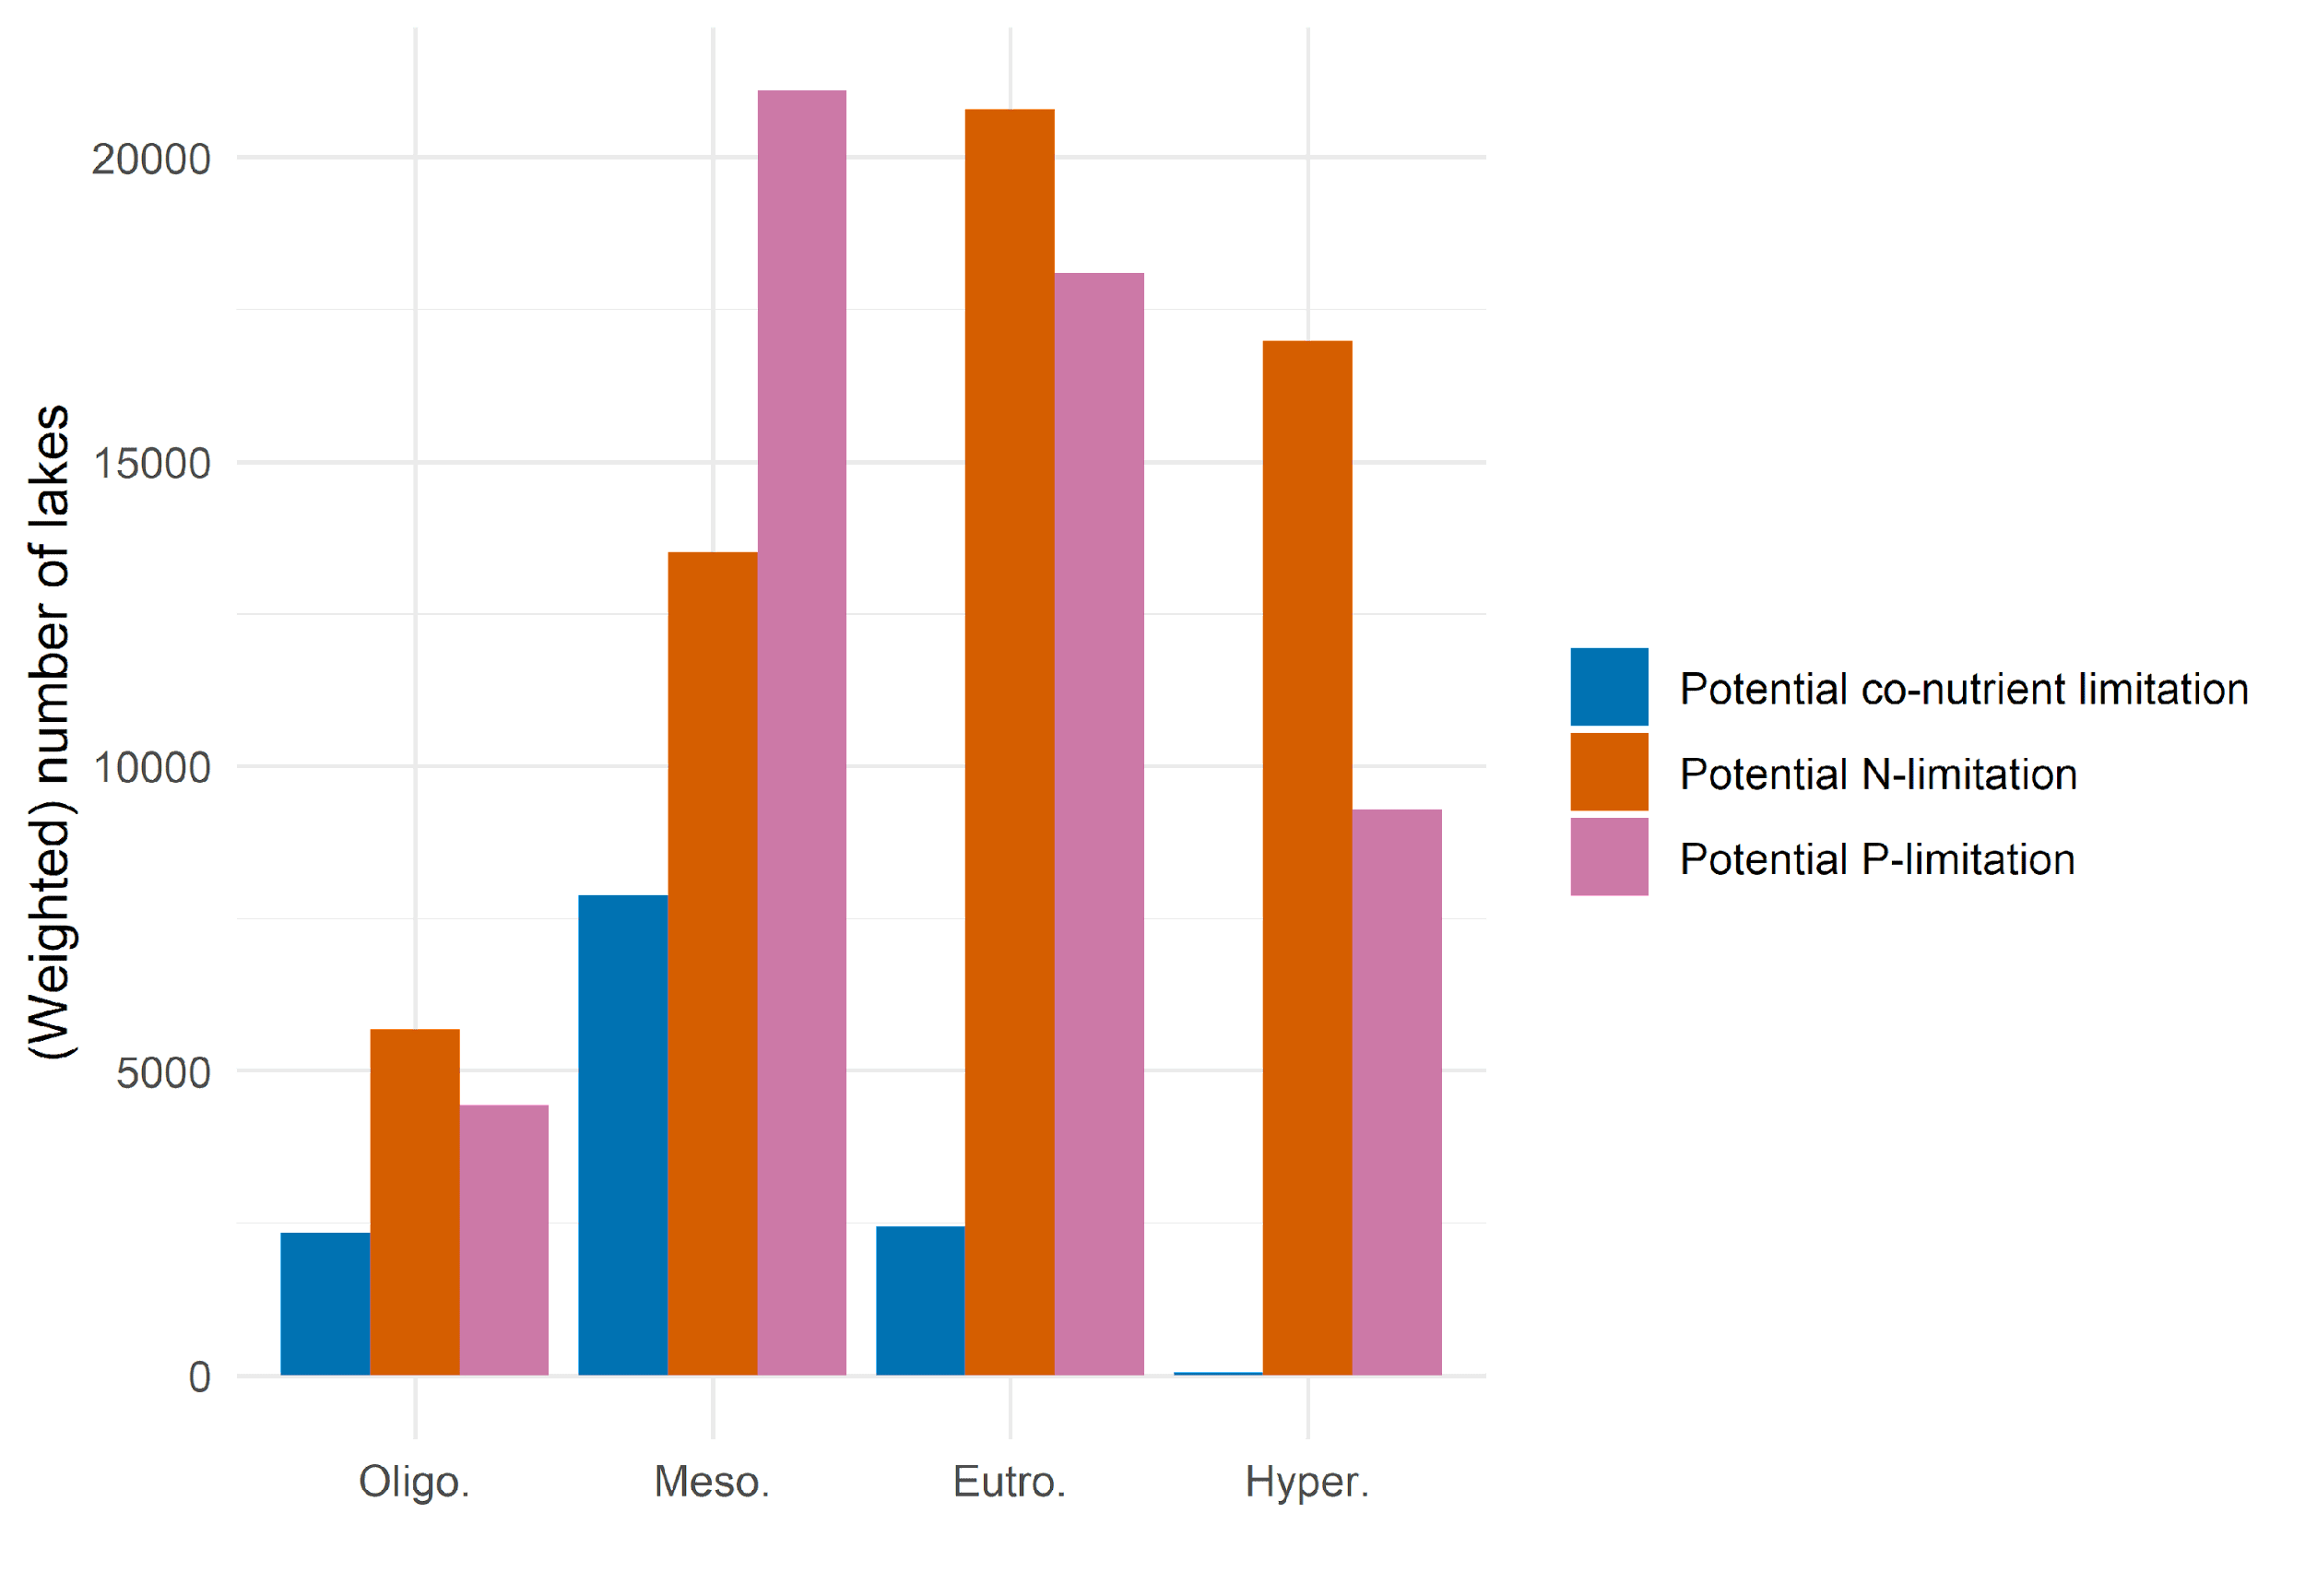 (Weighted) number of lakes
20000
15000
10000
5000
0
Oligo.
Meso.
Eutro.
Hyper.
Potential co-nutrient limitation
Potential N-limitation
Potential P-limitation